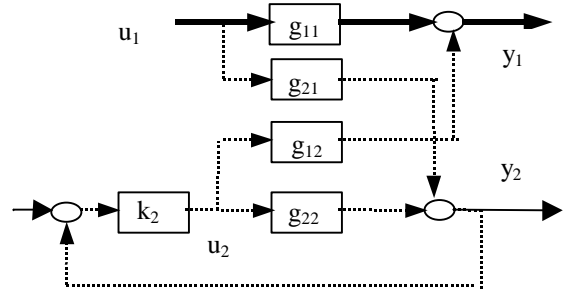 u₁ g₁₁ y₁
g₂₁
g₁₂
k₂ g₂₂ y₂
u₂